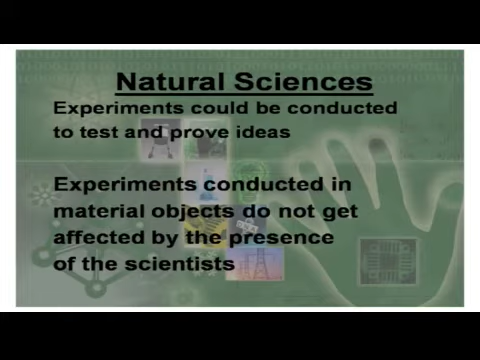 Natural Sciences
Experiments could be conducted
to test and prove ideas
Experiments conducted in
material objects do not get
affected by the presence
of the scientists